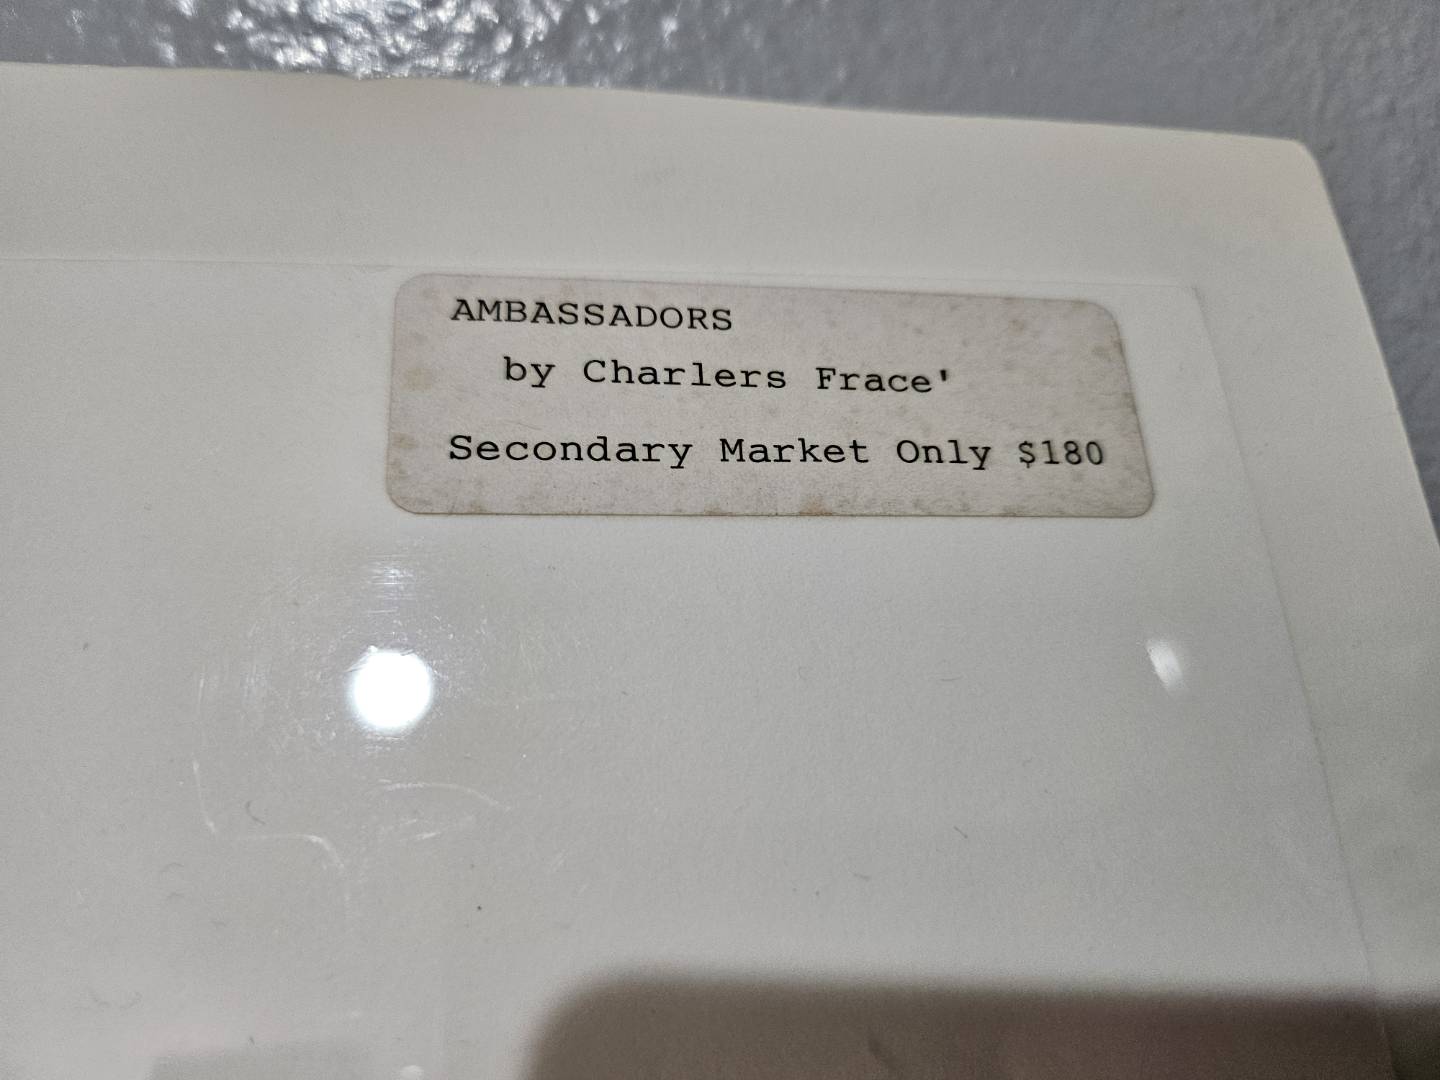 AMBASSADORS
by Charlers Frace'
Secondary Market Only $180